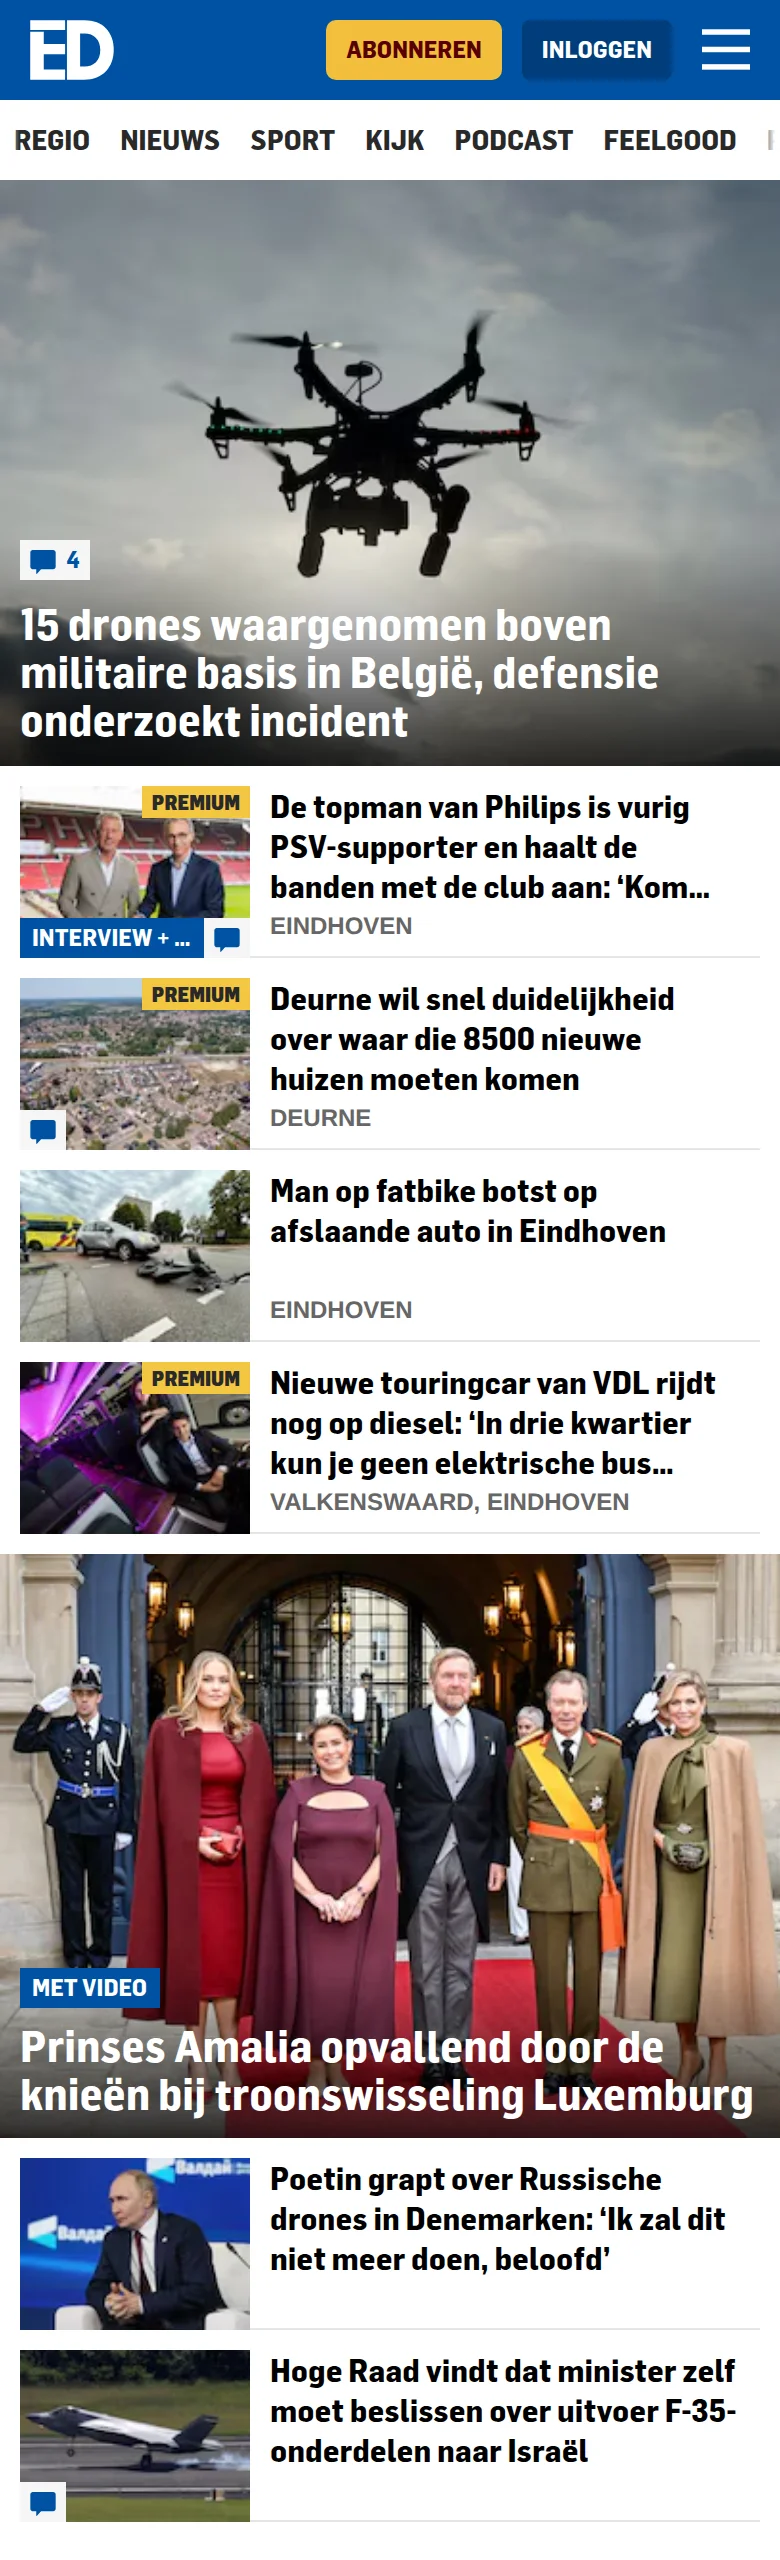 ED
ABONNEREN
INLOGGEN
REGIO NIEUWS SPORT KIJK PODCAST FEELGOOD
4
15 drones waargenomen boven
militaire basis in België, defensie
onderzoekt incident
PREMIUM
INTERVIEW + ...
De topman van Philips is vurig
PSV-supporter en haalt de
banden met de club aan: ‘Kom...
EINDHOVEN
PREMIUM
Deurne wil snel duidelijkheid
over waar die 8500 nieuwe
huizen moeten komen
DEURNE
Man op fatbike botst op
afslaande auto in Eindhoven
EINDHOVEN
PREMIUM
Nieuwe touringcar van VDL rijdt
nog op diesel: ‘In drie kwartier
kun je geen elektrische bus...
VALKENSWAARD, EINDHOVEN
MET VIDEO
Prinses Amalia opvallend door de
knieën bij troonswisseling Luxemburg
Валдай
Валдай
Poetin grapt over Russische
drones in Denemarken: ‘Ik zal dit
niet meer doen, beloofd’
Hoge Raad vindt dat minister zelf
moet beslissen over uitvoer F-35-
onderdelen naar Israël